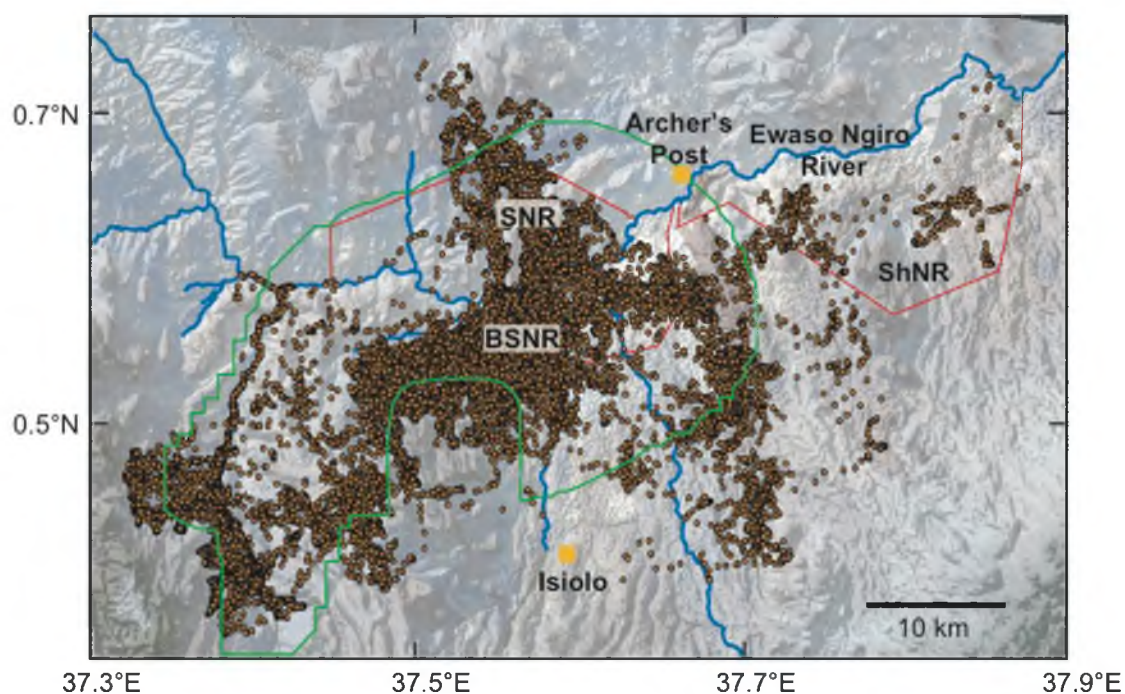 0.7°N
Archer's
Post
Ewaso Ngiro
River
SNR
ShNR
BSNR
0.5°N
Isiolo
10 km
37.3°E
37.5°E
37.7°E
37.9°E